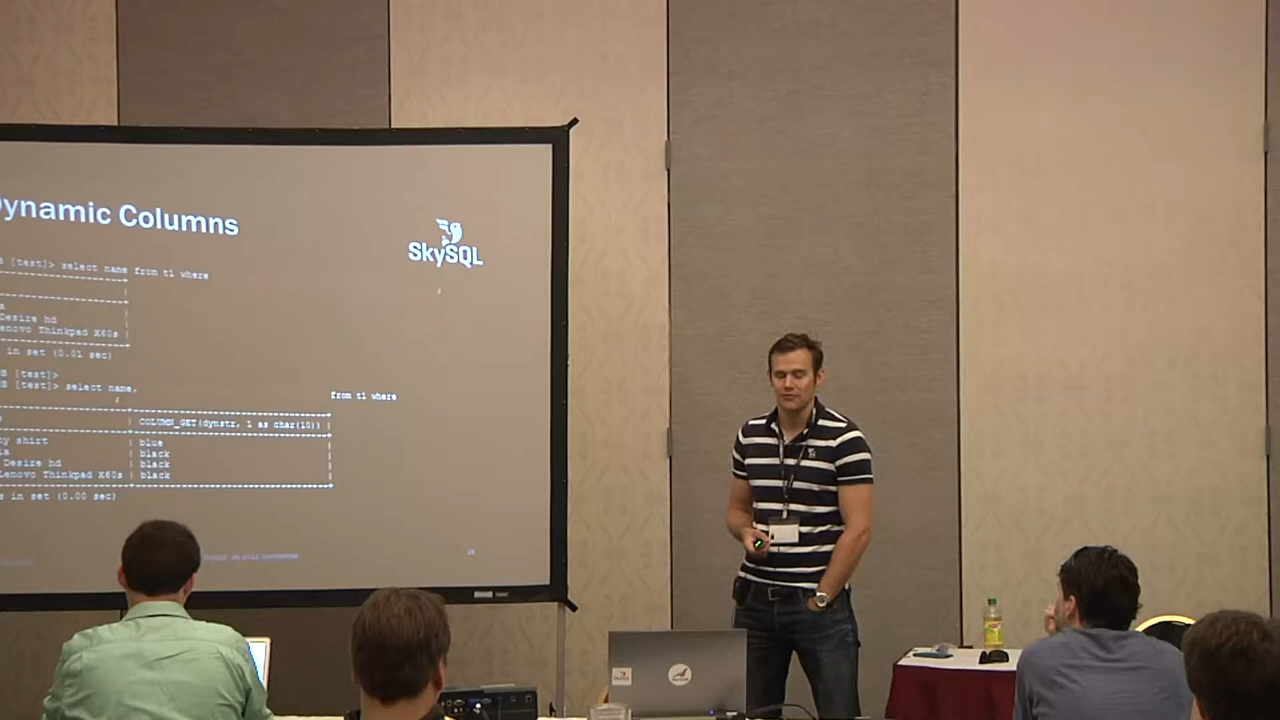 ynamic Columns
SkySQL
B [test]> select name from t1 where
;
a
Desire hd
enovo Thinkpad X60s |
in set (0.01 sec)
B [test]>
B [test]> select name,
; from t1 where
| COLUMN_GET(dynstr, 1 as char(10)) |
ny shirt | blue
ia | black
Desire hd | black
Lenovo Thinkpad X60s | black
s in set (0.00 sec)